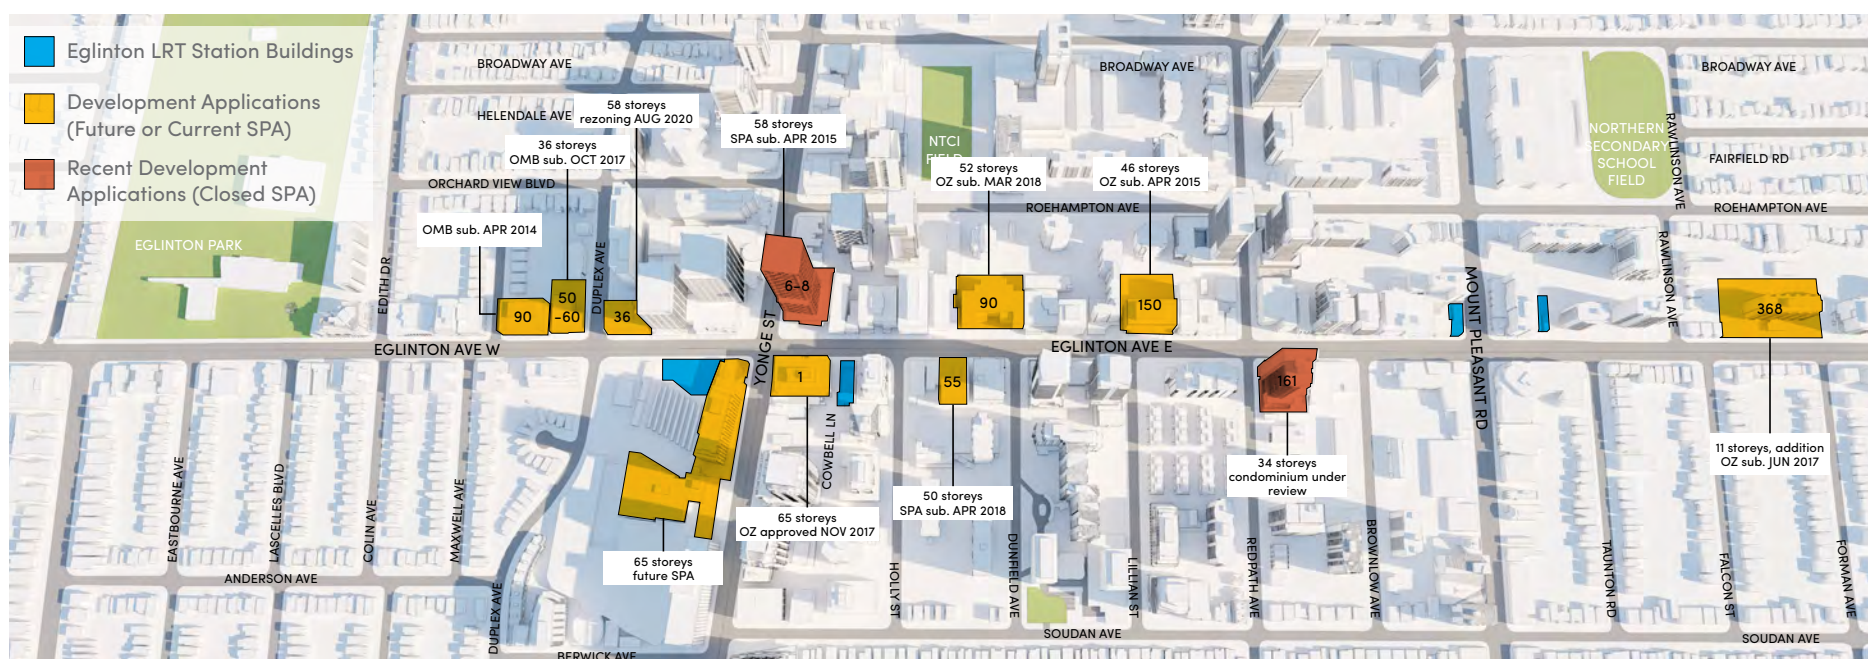 Eglinton LRT Station Buildings
Development Applications
(Future or Current SPA)
Recent Development
Applications (Closed SPA)
BROADWAY AVE
BROADWAY AVE
BROADWAY AVE
HELENDALE AVE
58 storeys
rezoning AUG 2020
58 storeys
SPA sub. APR 2015
36 storeys
OMB sub. OCT 2017
NTCI
FIELD
52 storeys
OZ sub. MAR 2018
46 storeys
OZ sub. APR 2015
NORTHERN
SECONDARY
SCHOOL
FIELD
RAWLINSON AVE
FAIRFIELD RD
ORCHARD VIEW BLVD
ROEHAMPTON AVE
ROEHAMPTON AVE
OMB sub. APR 2014
EGLINTON PARK
EDITH DR
DUPLEX AVE
RAWLINSON AVE
MOUNT PLEASANT RD
90
50
-60
36
6-8
90
150
368
YONGE ST
EGLINTON AVE W
EGLINTON AVE E
1
55
161
COWBELL LN
11 storeys, addition
OZ sub. JUN 2017
34 storeys
condominium under
review
50 storeys
SPA sub. APR 2018
65 storeys
OZ approved NOV 2017
65 storeys
future SPA
EASTBOURNE AVE
LASCELLES BLVD
COLIN AVE
MAXWELL AVE
ANDERSON AVE
DUPLEX AVE
BERWICK AVE
HOLLY ST
DUNFIELD AVE
LILLIAN ST
REDPATH AVE
BROWNLOW AVE
TAUNTON RD
FALCON ST
FORMAN AVE
SOUDAN AVE
SOUDAN AVE